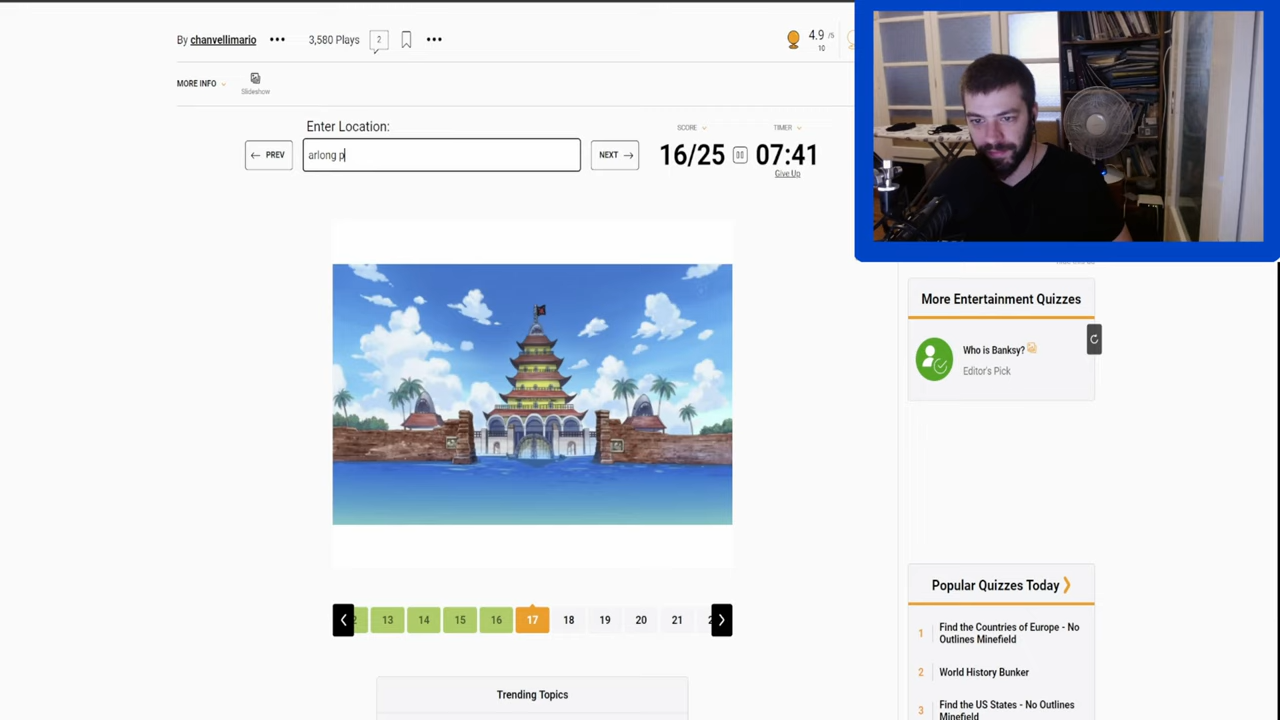 By chanvellimario ••• 3,580 Plays 2 •••
4.9 /5
10
MORE INFO
Slideshow
Enter Location:
SCORE
TIMER
← PREV
arlong p
NEXT →
16/25
07:41
Give Up
More Entertainment Quizzes
Who is Banksy?
Editor's Pick
13 14 15 16 17 18 19 20 21
Popular Quizzes Today
1 Find the Countries of Europe - No
Outlines Minefield
2 World History Bunker
3 Find the US States - No Outlines
Minefield
Trending Topics